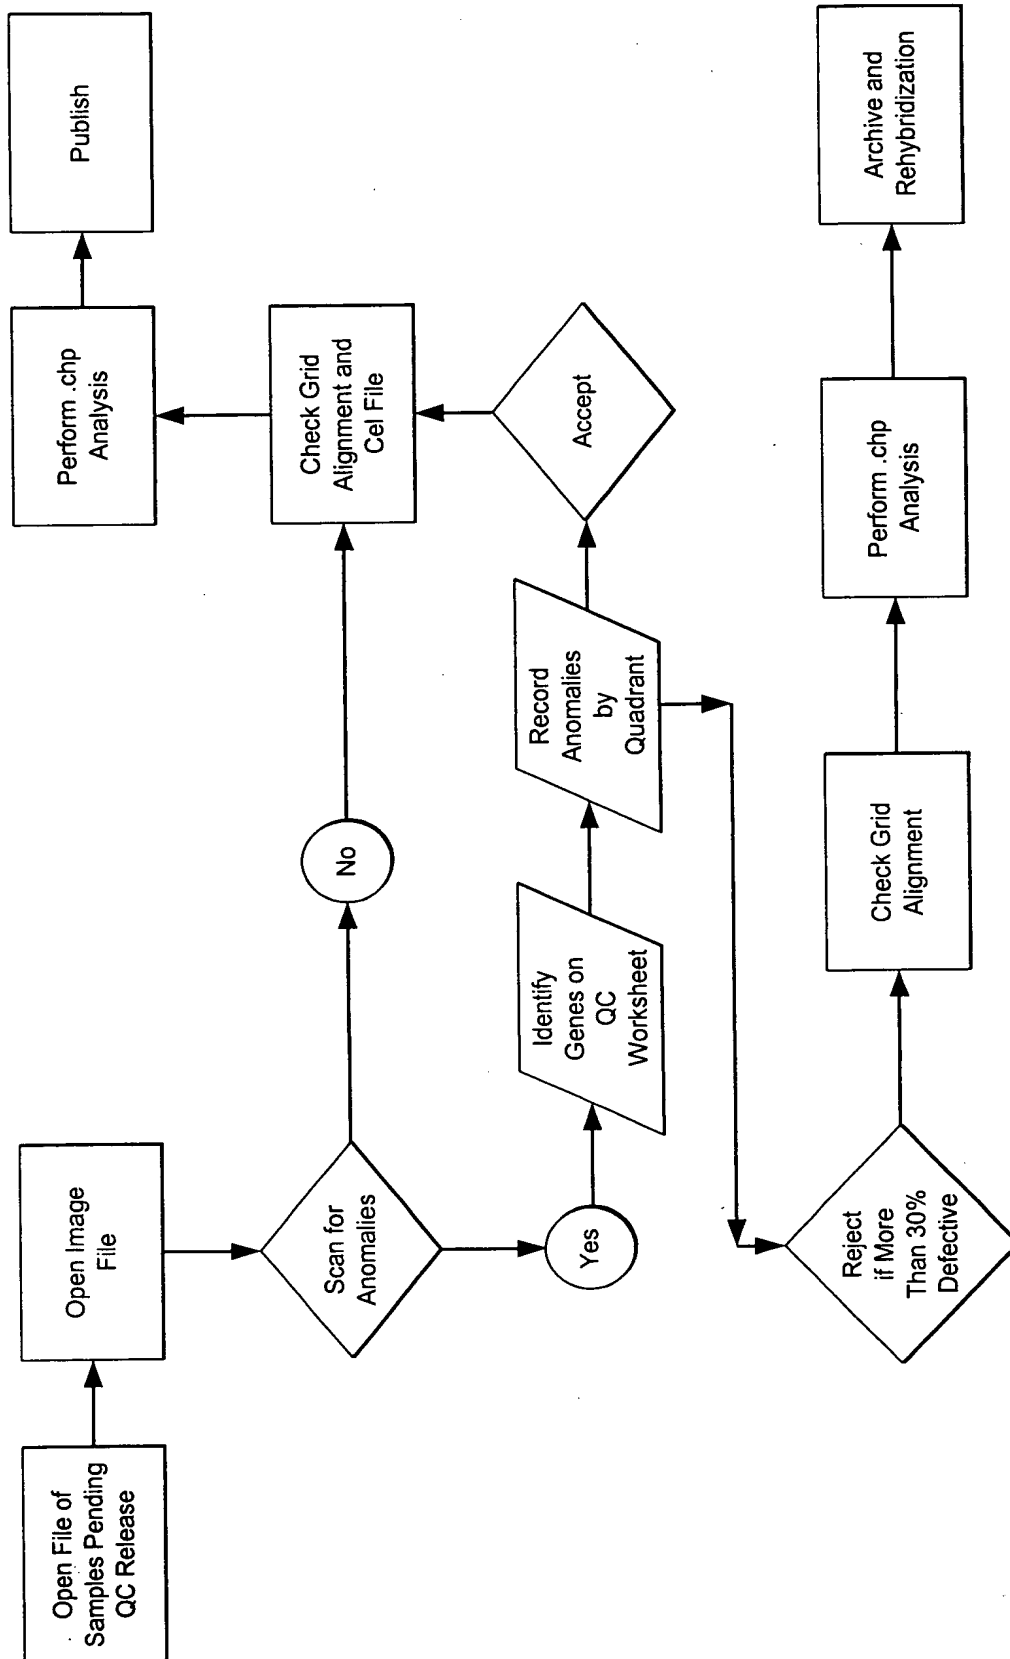 Open File of
Samples Pending
QC Release
Open Image
File
Scan for
Anomalies
No
Yes
Identify
Genes on
QC
Worksheet
Record
Anomalies
by
Quadrant
Accept
Check Grid
Alignment and
Cel File
Perform .chp
Analysis
Publish
Reject
if More
Than 30%
Defective
Check Grid
Alignment
Perform .chp
Analysis
Archive and
Rehybridization